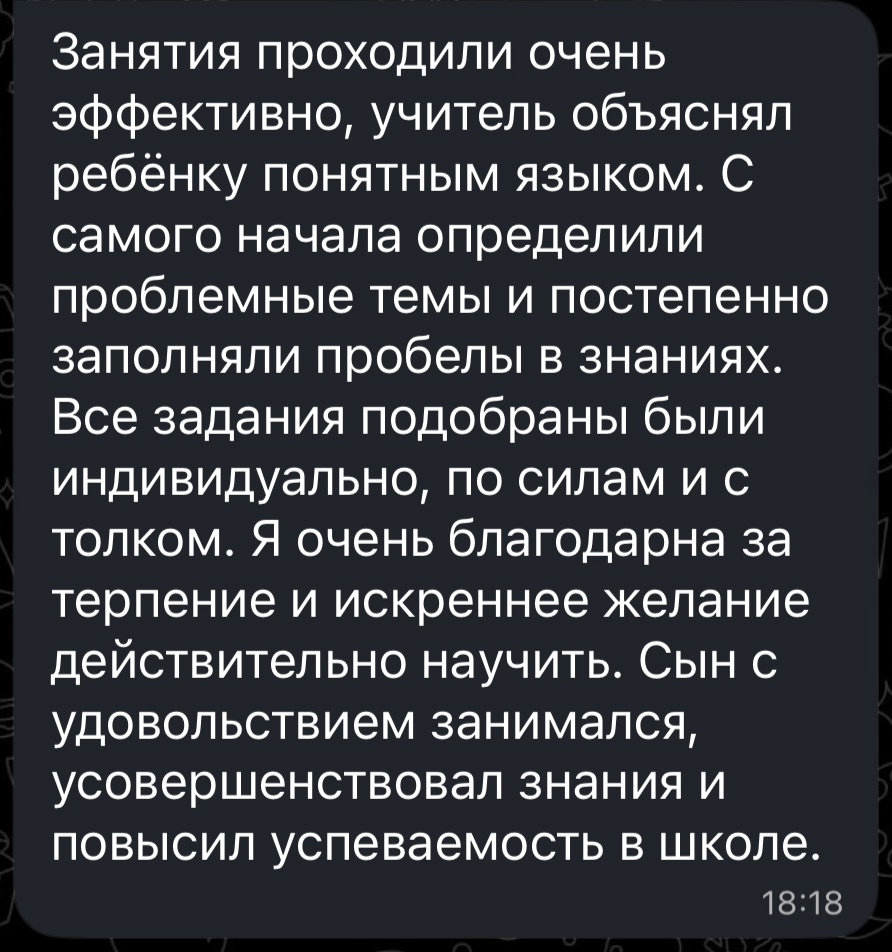 Занятия проходили очень
эффективно, учитель объяснял
ребёнку понятным языком. С
самого начала определили
проблемные темы и постепенно
заполняли пробелы в знаниях.
Все задания подобраны были
индивидуально, по силам и с
толком. Я очень благодарна за
терпение и искреннее желание
действительно научить. Сын с
удовольствием занимался,
усовершенствовал знания и
повысил успеваемость в школе.
18:18